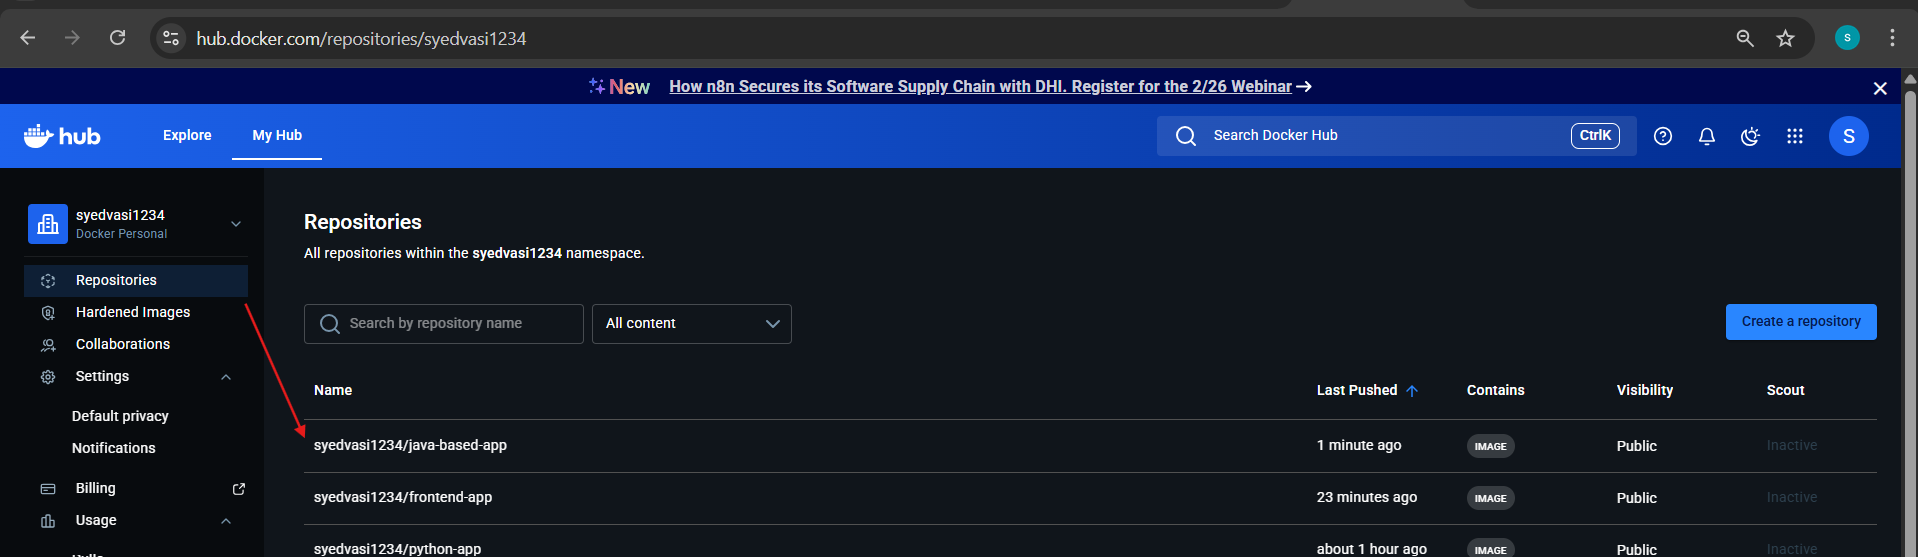 hub.docker.com/repositories/syedvasi1234
S
New How n8n Secures its Software Supply Chain with DHI. Register for the 2/26 Webinar
hub Explore My Hub Search Docker Hub CtrlK S
syedvasi1234
Docker Personal
Repositories
Hardened Images
Collaborations
Settings
Default privacy
Notifications
Billing
Usage
Repositories
All repositories within the syedvasi1234 namespace.
Search by repository name All content Create a repository
Name Last Pushed Contains Visibility Scout
syedvasi1234/java-based-app 1 minute ago IMAGE Public Inactive
syedvasi1234/frontend-app 23 minutes ago IMAGE Public Inactive
syedvasi1234/python-app about 1 hour ago IMAGE Public Inactive